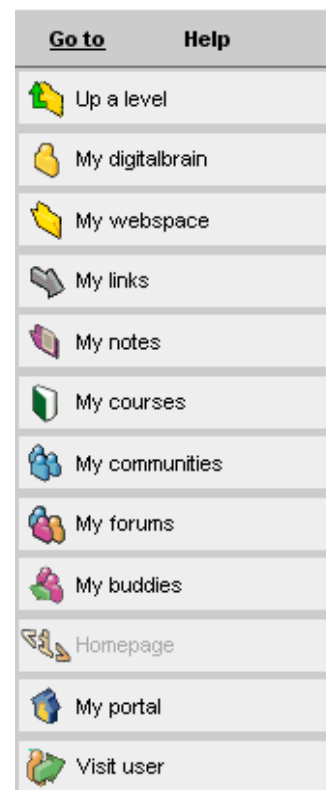 Go to Help
Up a level
My digitalbrain
My webspace
My links
My notes
My courses
My communities
My forums
My buddies
Homepage
My portal
Visit user